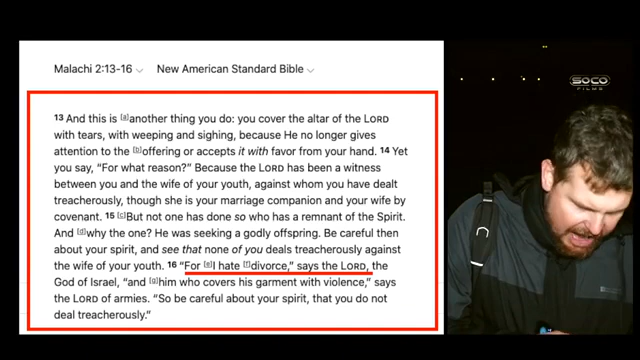 Malachi 2:13-16 New American Standard Bible
13 And this is [a]another thing you do: you cover the altar of the LORD
with tears, with weeping and sighing, because He no longer gives
attention to the [b]offering or accepts it with favor from your hand. 14 Yet
you say, “For what reason?” Because the LORD has been a witness
between you and the wife of your youth, against whom you have dealt
treacherously, though she is your marriage companion and your wife by
covenant. 15 [c]But not one has done so who has a remnant of the Spirit.
And [d]why the one? He was seeking a godly offspring. Be careful then
about your spirit, and see that none of you deals treacherously against
the wife of your youth. 16 “For [e]I hate [f]divorce,” says the LORD, the
God of Israel, “and [g]him who covers his garment with violence,” says
the LORD of armies. “So be careful about your spirit, that you do not
deal treacherously.”
SOCO
FILMS